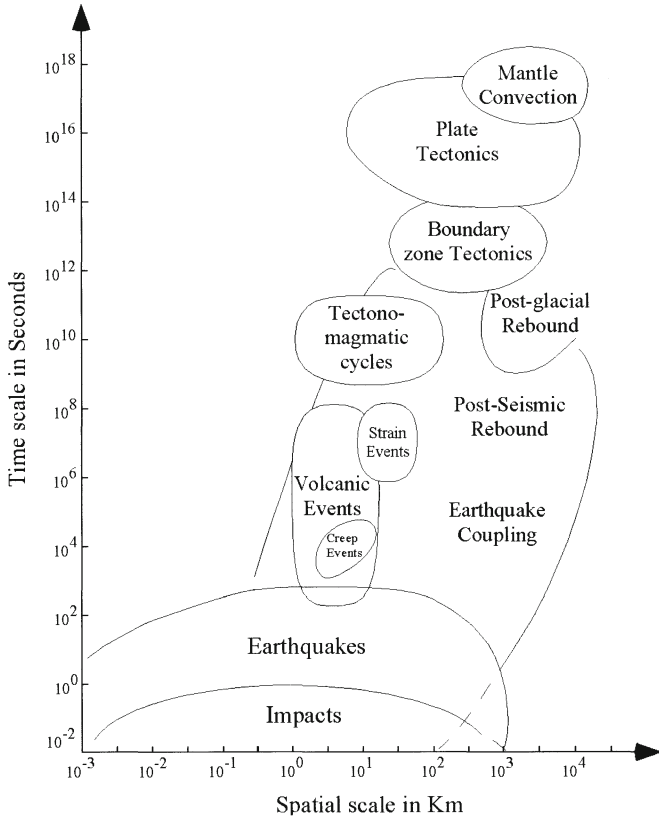 10^18
Mantle
Convection
10^16
Plate
Tectonics
10^14
Boundary
zone Tectonics
10^12
Post-glacial
Rebound
Tectono-
magmatic
cycles
10^10
10^8
Post-Seismic
Rebound
Strain
Events
10^6
Volcanic
Events
Earthquake
Coupling
Creep
Events
10^4
10^2
Earthquakes
10^0
Impacts
10^-2
Time scale in Seconds
10^-3 10^-2 10^-1 10^0 10^1 10^2 10^3 10^4
Spatial scale in Km